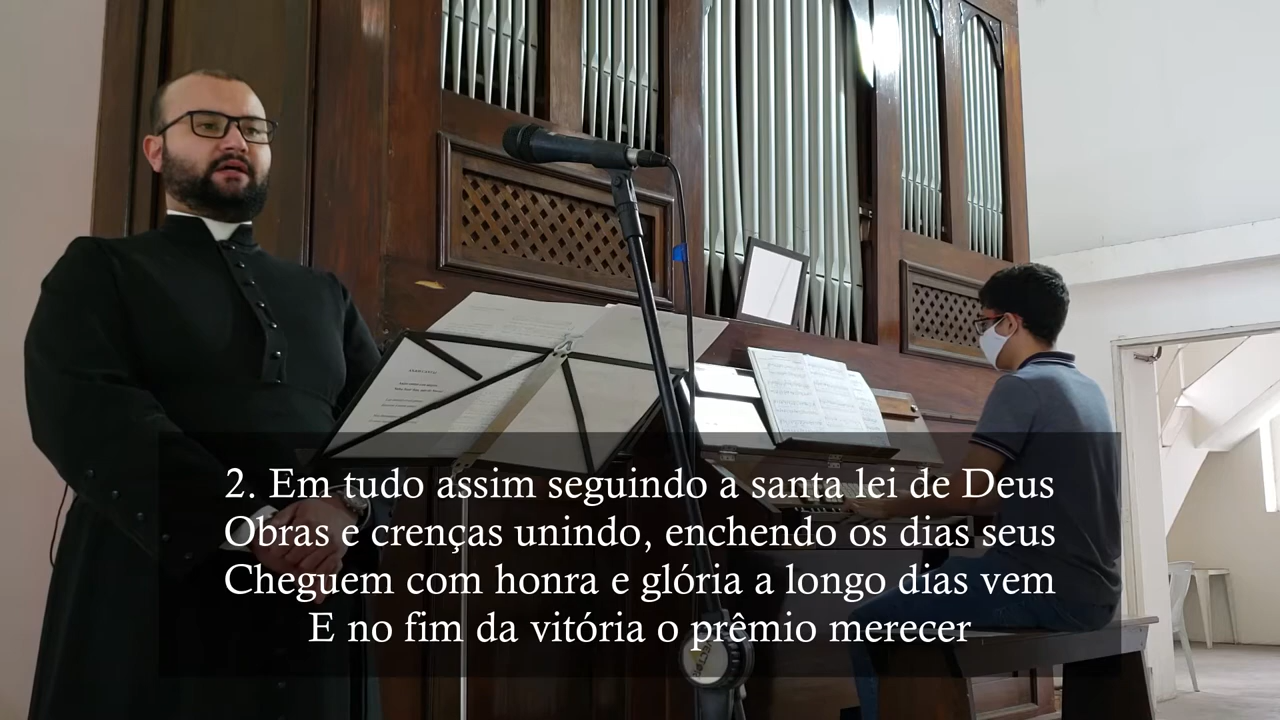 2. Em tudo assim seguindo a santa lei de Deus
Obras e crenças unindo, enchendo os dias seus
Cheguem com honra e glória a longo dias vem
E no fim da vitória o prêmio merecer